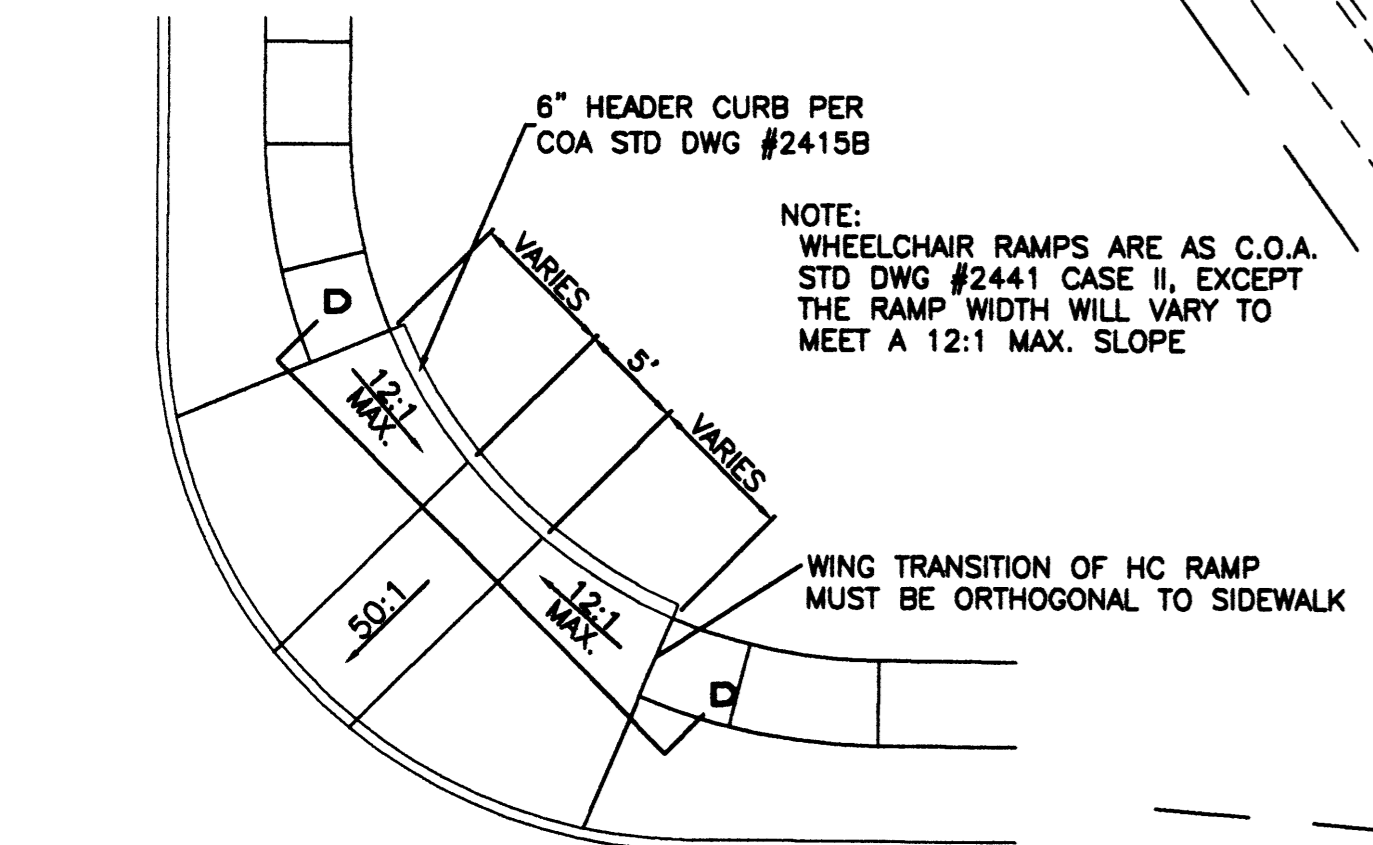 6" HEADER CURB PER
COA STD DWG #2415B
NOTE:
WHEELCHAIR RAMPS ARE AS C.O.A.
STD DWG #2441 CASE II, EXCEPT
THE RAMP WIDTH WILL VARY TO
MEET A 12:1 MAX. SLOPE
VARIES
5'
VARIES
D
12:1
MAX.
WING TRANSITION OF HC RAMP
MUST BE ORTHOGONAL TO SIDEWALK
50:1
12:1
MAX.
D